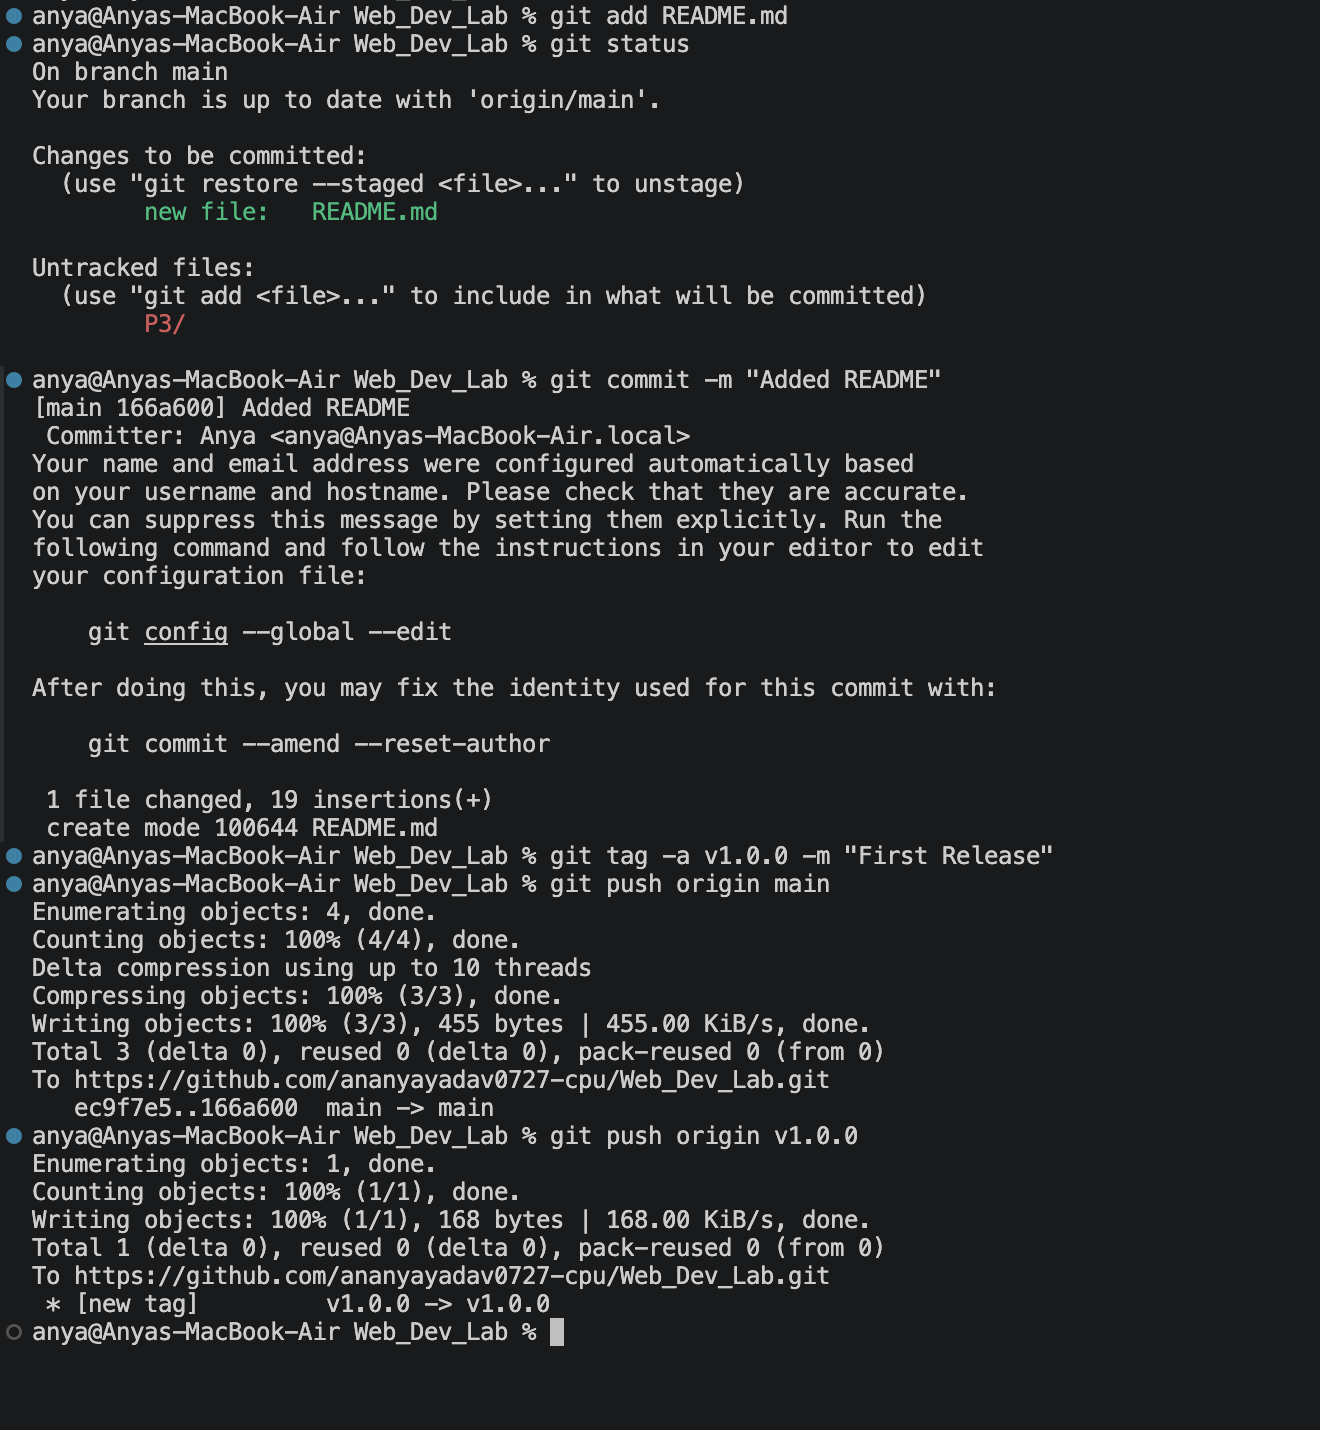 anya@Anyas-MacBook-Air Web_Dev_Lab % git add README.md
anya@Anyas-MacBook-Air Web_Dev_Lab % git status
On branch main
Your branch is up to date with 'origin/main'.

Changes to be committed:
  (use "git restore --staged <file>..." to unstage)
        new file:   README.md

Untracked files:
  (use "git add <file>..." to include in what will be committed)
        P3/

anya@Anyas-MacBook-Air Web_Dev_Lab % git commit -m "Added README"
[main 166a600] Added README
 Committer: Anya <anya@Anyas-MacBook-Air.local>
Your name and email address were configured automatically based
on your username and hostname. Please check that they are accurate.
You can suppress this message by setting them explicitly. Run the
following command and follow the instructions in your editor to edit
your configuration file:

    git config --global --edit

After doing this, you may fix the identity used for this commit with:

    git commit --amend --reset-author

 1 file changed, 19 insertions(+)
 create mode 100644 README.md
anya@Anyas-MacBook-Air Web_Dev_Lab % git tag -a v1.0.0 -m "First Release"
anya@Anyas-MacBook-Air Web_Dev_Lab % git push origin main
Enumerating objects: 4, done.
Counting objects: 100% (4/4), done.
Delta compression using up to 10 threads
Compressing objects: 100% (3/3), done.
Writing objects: 100% (3/3), 455 bytes | 455.00 KiB/s, done.
Total 3 (delta 0), reused 0 (delta 0), pack-reused 0 (from 0)
To https://github.com/ananyayadav0727-cpu/Web_Dev_Lab.git
   ec9f7e5..166a600  main -> main
anya@Anyas-MacBook-Air Web_Dev_Lab % git push origin v1.0.0
Enumerating objects: 1, done.
Counting objects: 100% (1/1), done.
Writing objects: 100% (1/1), 168 bytes | 168.00 KiB/s, done.
Total 1 (delta 0), reused 0 (delta 0), pack-reused 0 (from 0)
To https://github.com/ananyayadav0727-cpu/Web_Dev_Lab.git
 * [new tag]         v1.0.0 -> v1.0.0
anya@Anyas-MacBook-Air Web_Dev_Lab %